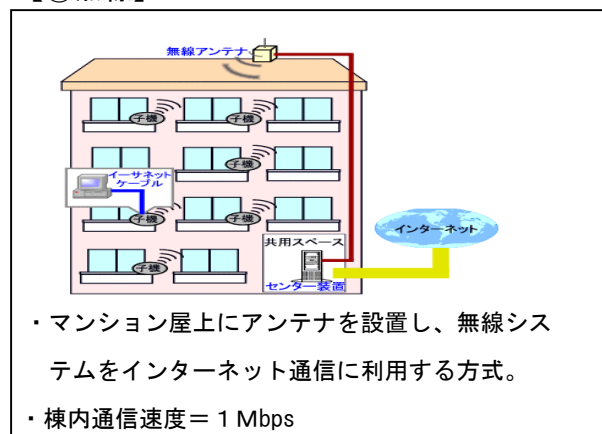 無線アンテナ
子機
子機
子機
イーサネット
ケーブル
子機
子機
共用スペース
インターネット
子機
センター装置
・マンション屋上にアンテナを設置し、無線シス
テムをインターネット通信に利用する方式。
・棟内通信速度＝１Mbps